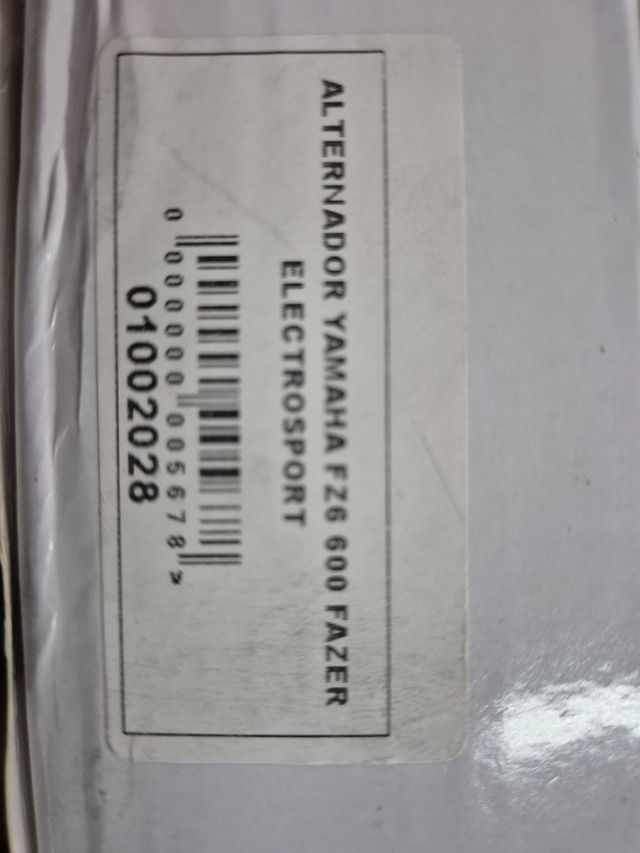 ALTERNADOR YAMAHA FZ6 600 FAZER
ELECTROSPORT
0 000000 005678 >
01002028